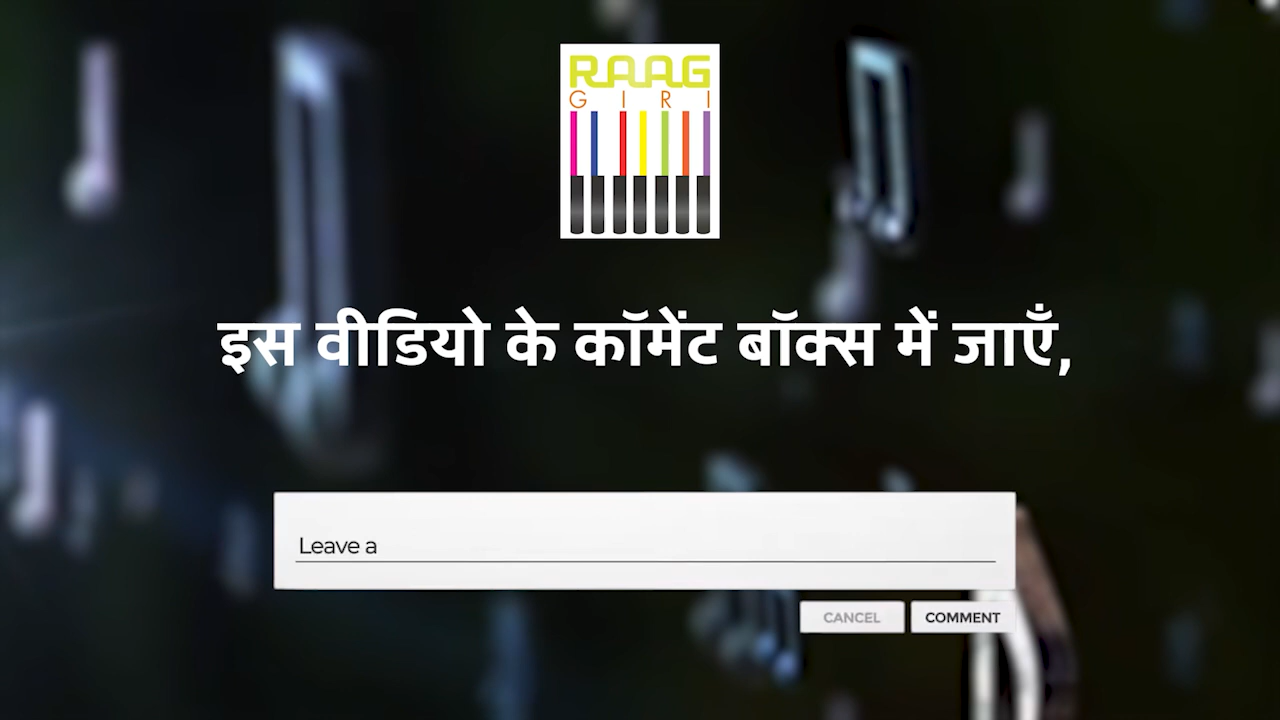 RAAG
GIRI
इस वीडियो के कॉमेंट बॉक्स में जाएँ,
Leave a
CANCEL COMMENT